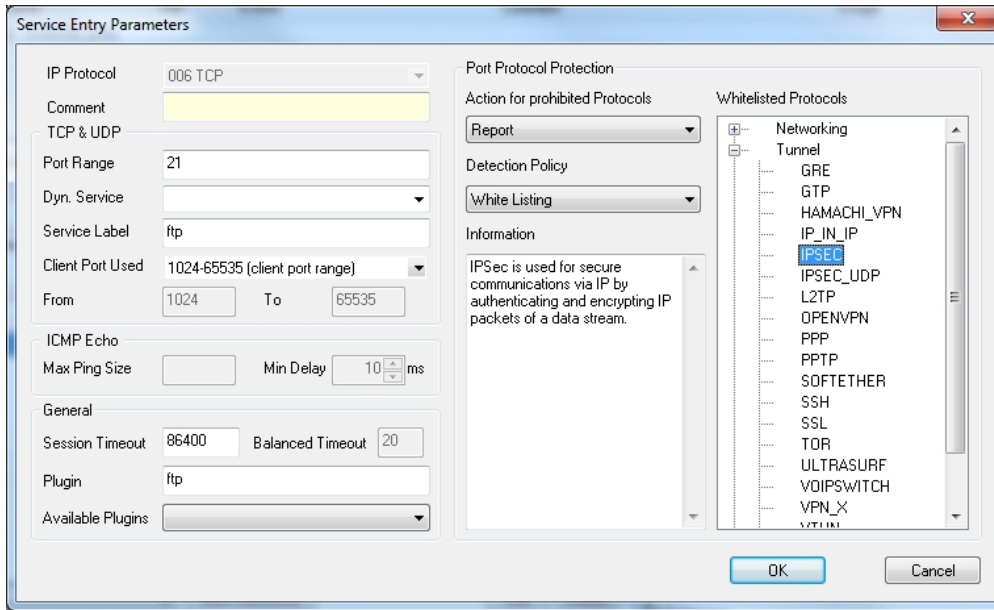 Service Entry Parameters
IP Protocol 006 TCP
Comment
TCP & UDP
Port Range 21
Dyn. Service
Service Label ftp
Client Port Used 1024-65535 (client port range)
From 1024 To 65535
ICMP Echo
Max Ping Size Min Delay 10 ms
General
Session Timeout 86400 Balanced Timeout 20
Plugin ftp
Available Plugins
Port Protocol Protection
Action for prohibited Protocols
Report
Detection Policy
White Listing
Information
IPSec is used for secure
communications via IP by
authenticating and encrypting IP
packets of a data stream.
Whitelisted Protocols
Networking
Tunnel
GRE
GTP
HAMACHI_VPN
IP_IN_IP
IPSEC
IPSEC_UDP
L2TP
OPENVPN
PPP
PPTP
SOFTETHER
SSH
SSL
TOR
ULTRASURF
VOIPSWITCH
VPN_X
OK Cancel